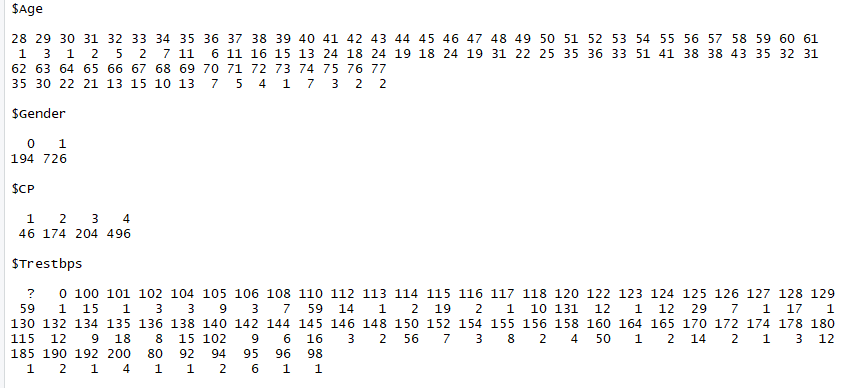 $Age
28 29 30 31 32 33 34 35 36 37 38 39 40 41 42 43 44 45 46 47 48 49 50 51 52 53 54 55 56 57 58 59 60 61
1 3 1 2 5 2 7 11 6 11 16 15 13 24 18 24 19 18 24 19 31 22 25 35 36 33 51 41 38 38 43 35 32 31
62 63 64 65 66 67 68 69 70 71 72 73 74 75 76 77
35 30 22 21 13 15 10 13 7 5 4 1 7 3 2 2
$Gender
0 1
194 726
$CP
1 2 3 4
46 174 204 496
$Trestbps
? 0 100 101 102 104 105 106 108 110 112 113 114 115 116 117 118 120 122 123 124 125 126 127 128 129
59 1 15 1 3 3 9 3 7 59 14 1 2 19 2 1 10 131 12 1 12 29 7 1 17 1
130 132 134 135 136 138 140 142 144 145 146 148 150 152 154 155 156 158 160 164 165 170 172 174 178 180
115 12 9 18 8 15 102 9 6 16 3 2 56 7 3 8 2 4 50 1 2 14 2 1 3 12
185 190 192 200 80 92 94 95 96 98
1 2 1 4 1 1 2 6 1 1